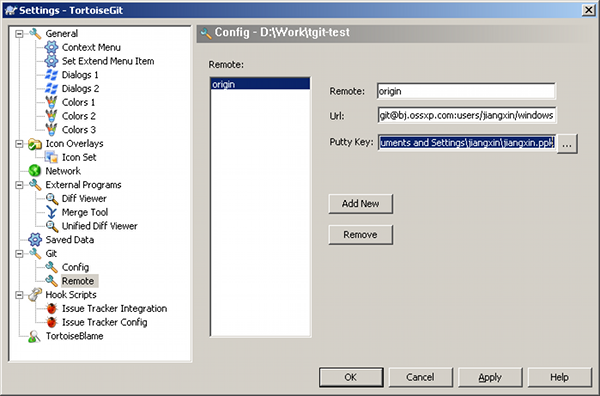 Settings - TortoiseGit
General
Context Menu
Set Extend Menu Item
Dialogs 1
Dialogs 2
Colors 1
Colors 2
Colors 3
Icon Overlays
Icon Set
Network
External Programs
Diff Viewer
Merge Tool
Unified Diff Viewer
Saved Data
Git
Config
Remote
Hook Scripts
Issue Tracker Integration
Issue Tracker Config
TortoiseBlame
Config - D:\Work\tgit-test
Remote:
origin
Remote: origin
Url: git@bj.ossxp.com:users/jiangxin/windows
Putty Key: uments and Settings\jiangxin\jiangxin.ppk ...
Add New
Remove
OK Cancel Apply Help